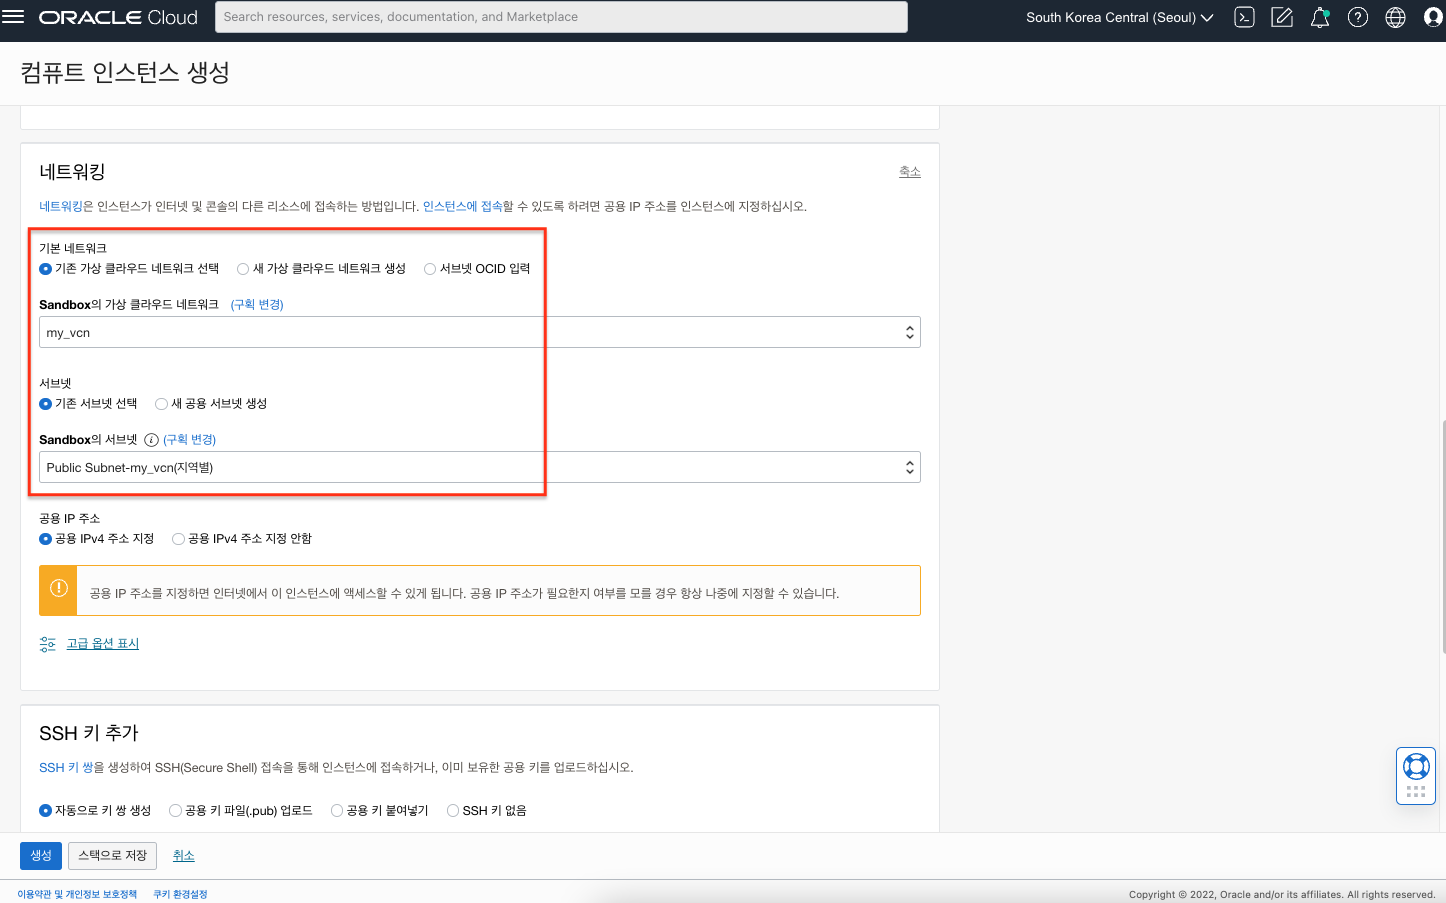 ORACLE Cloud
Search resources, services, documentation, and Marketplace
South Korea Central (Seoul)
컴퓨트 인스턴스 생성
네트워킹
축소
네트워킹은 인스턴스가 인터넷 및 콘솔의 다른 리소스에 접속하는 방법입니다. 인스턴스에 접속할 수 있도록 하려면 공용 IP 주소를 인스턴스에 지정하십시오.
기본 네트워크
기존 가상 클라우드 네트워크 선택 새 가상 클라우드 네트워크 생성 서브넷 OCID 입력
Sandbox의 가상 클라우드 네트워크 (구획 변경)
my_vcn
서브넷
기존 서브넷 선택 새 공용 서브넷 생성
Sandbox의 서브넷 (구획 변경)
Public Subnet-my_vcn(지역별)
공용 IP 주소
공용 IPv4 주소 지정 공용 IPv4 주소 지정 안함
공용 IP 주소를 지정하면 인터넷에서 이 인스턴스에 액세스할 수 있게 됩니다. 공용 IP 주소가 필요한지 여부를 모를 경우 항상 나중에 지정할 수 있습니다.
고급 옵션 표시
SSH 키 추가
SSH 키 쌍을 생성하여 SSH(Secure Shell) 접속을 통해 인스턴스에 접속하거나, 이미 보유한 공용 키를 업로드하십시오.
자동으로 키 쌍 생성 공용 키 파일(.pub) 업로드 공용 키 붙여넣기 SSH 키 없음
생성 스택으로 저장 취소
이용약관 및 개인정보 보호정책 쿠키 환경설정
Copyright © 2022, Oracle and/or its affiliates. All rights reserved.